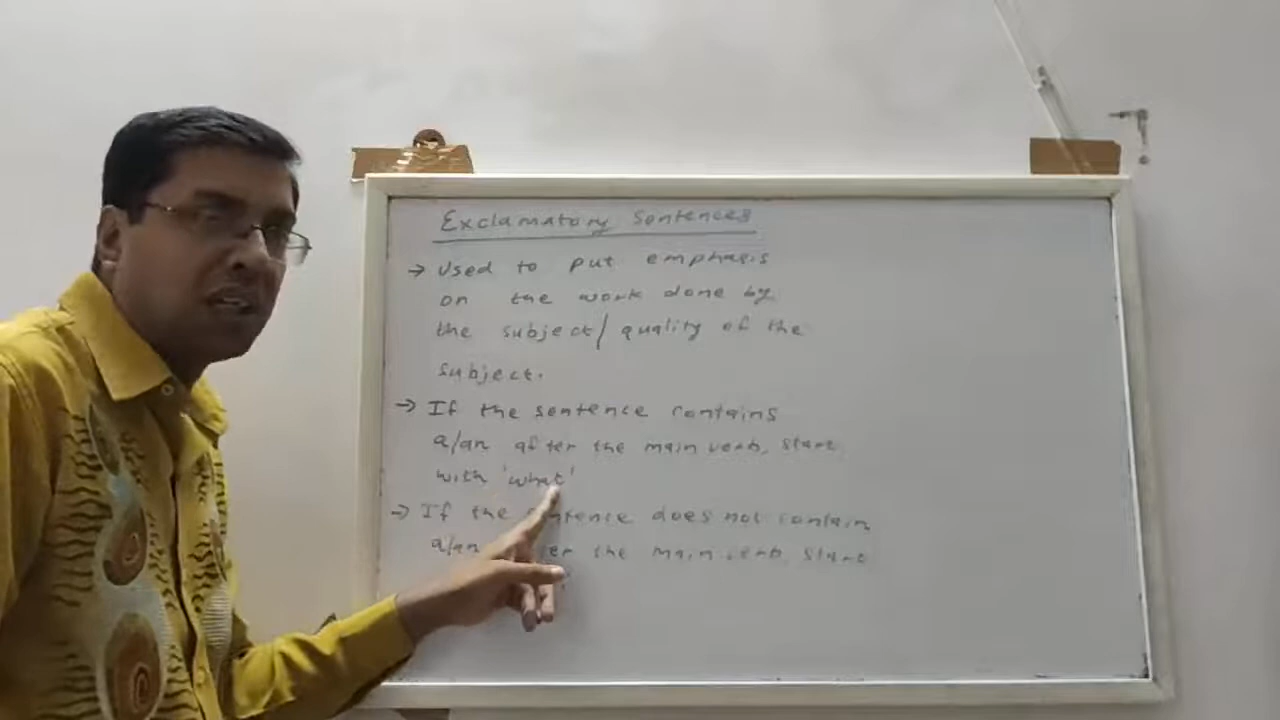 Exclamatory Sentences
→ Used to put emphasis
on the work done by
the subject/quality of the
subject.
→ If the sentence contains
a/an after the main verb, start
with 'what'
→ If the sentence does not contain
a/an the main verb, start